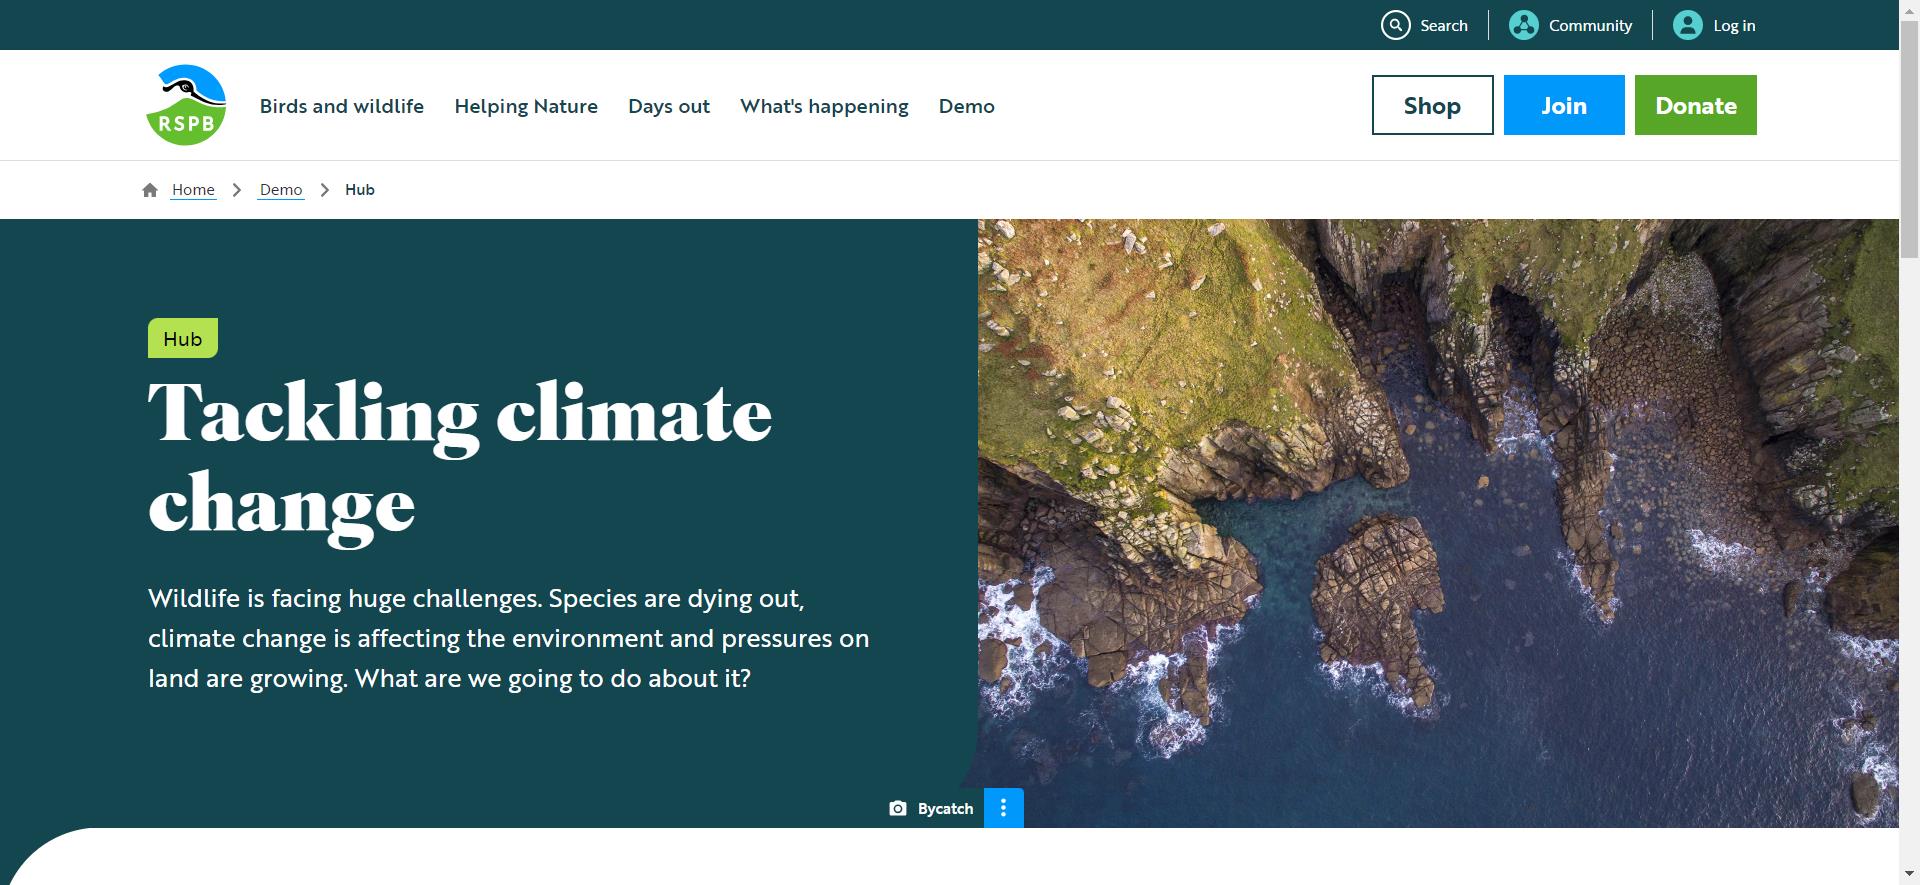 Search
Community
Log in
RSPB
Birds and wildlife
Helping Nature
Days out
What's happening
Demo
Shop
Join
Donate
Home
Demo
Hub
Hub
Tackling climate
change
Wildlife is facing huge challenges. Species are dying out,
climate change is affecting the environment and pressures on
land are growing. What are we going to do about it?
Bycatch